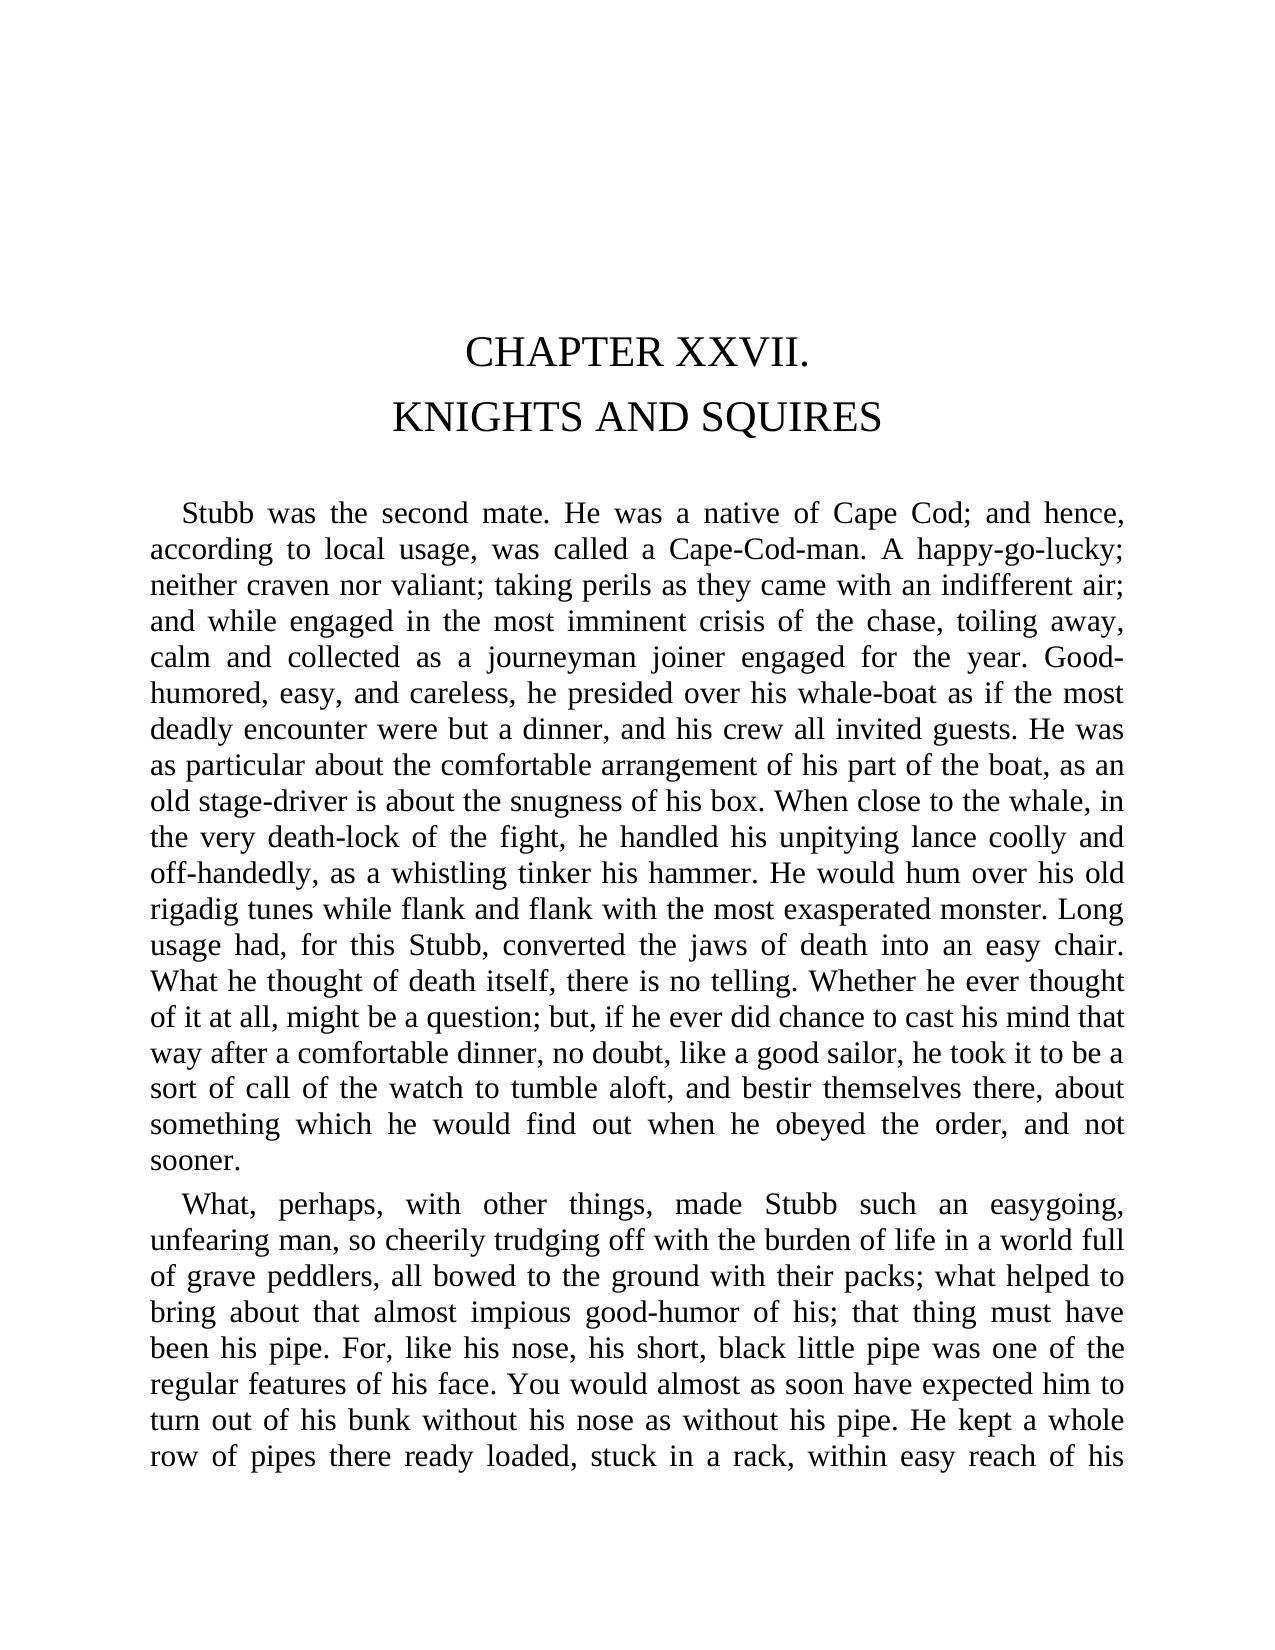 CHAPTER XXVII.
KNIGHTS AND SQUIRES
Stubb was the second mate. He was a native of Cape Cod; and hence,
according to local usage, was called a Cape-Cod-man. A happy-go-lucky;
neither craven nor valiant; taking perils as they came with an indifferent air;
and while engaged in the most imminent crisis of the chase, toiling away,
calm and collected as a journeyman joiner engaged for the year. Good-
humored, easy, and careless, he presided over his whale-boat as if the most
deadly encounter were but a dinner, and his crew all invited guests. He was
as particular about the comfortable arrangement of his part of the boat, as an
old stage-driver is about the snugness of his box. When close to the whale, in
the very death-lock of the fight, he handled his unpitying lance coolly and
off-handedly, as a whistling tinker his hammer. He would hum over his old
rigadig tunes while flank and flank with the most exasperated monster. Long
usage had, for this Stubb, converted the jaws of death into an easy chair.
What he thought of death itself, there is no telling. Whether he ever thought
of it at all, might be a question; but, if he ever did chance to cast his mind that
way after a comfortable dinner, no doubt, like a good sailor, he took it to be a
sort of call of the watch to tumble aloft, and bestir themselves there, about
something which he would find out when he obeyed the order, and not
sooner.
What, perhaps, with other things, made Stubb such an easygoing,
unfearing man, so cheerily trudging off with the burden of life in a world full
of grave peddlers, all bowed to the ground with their packs; what helped to
bring about that almost impious good-humor of his; that thing must have
been his pipe. For, like his nose, his short, black little pipe was one of the
regular features of his face. You would almost as soon have expected him to
turn out of his bunk without his nose as without his pipe. He kept a whole
row of pipes there ready loaded, stuck in a rack, within easy reach of his